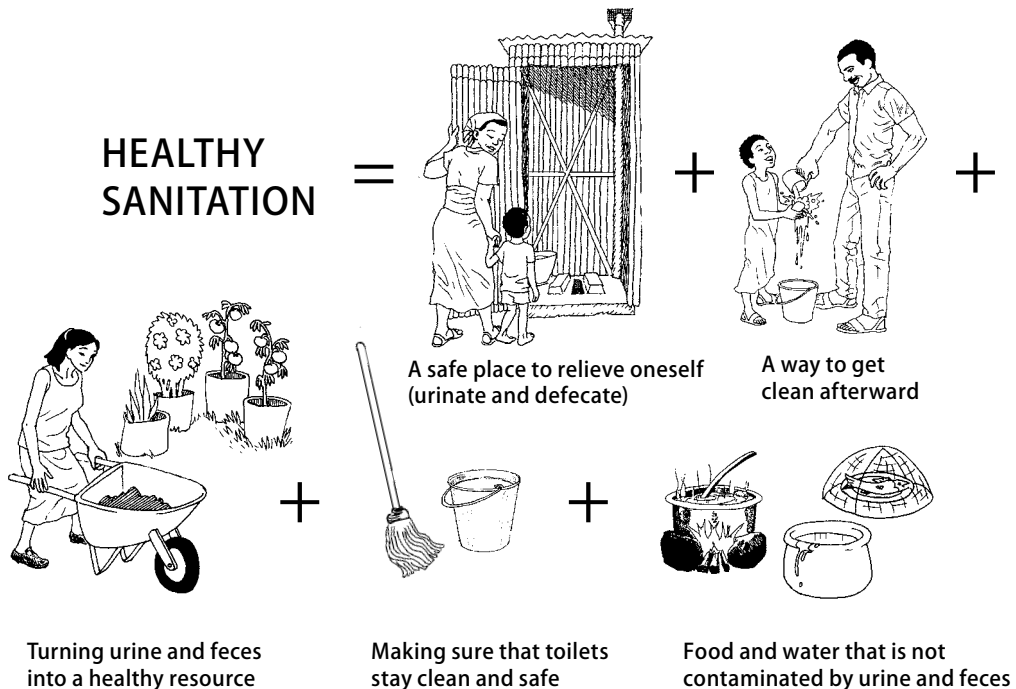 HEALTHY
SANITATION
=
+
+
A safe place to relieve oneself
(urinate and defecate)
A way to get
clean afterward
+
+
Turning urine and feces
into a healthy resource
Making sure that toilets
stay clean and safe
Food and water that is not
contaminated by urine and feces